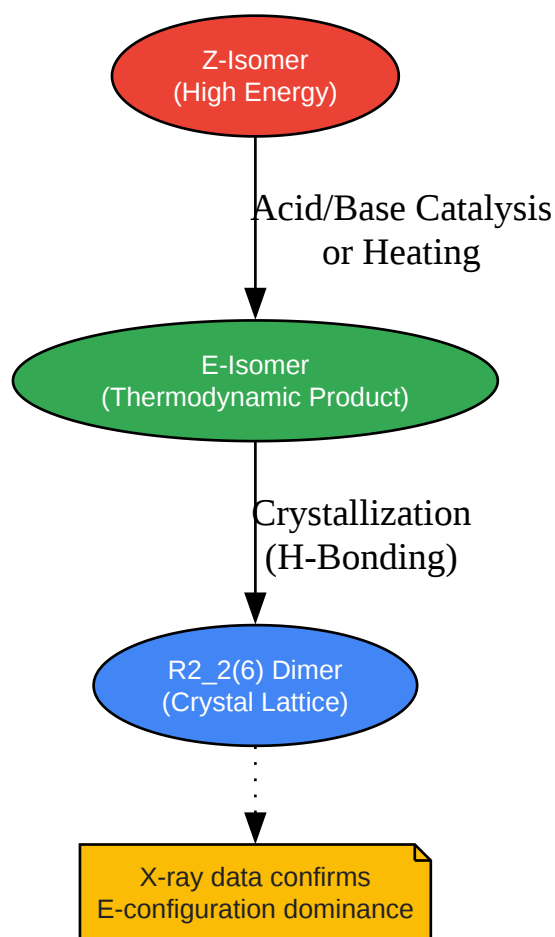 Z-Isomer
(High Energy)
Acid/Base Catalysis
or Heating
E-Isomer
(Thermodynamic Product)
Crystallization
(H-Bonding)
R2_2(6) Dimer
(Crystal Lattice)
X-ray data confirms
E-configuration dominance